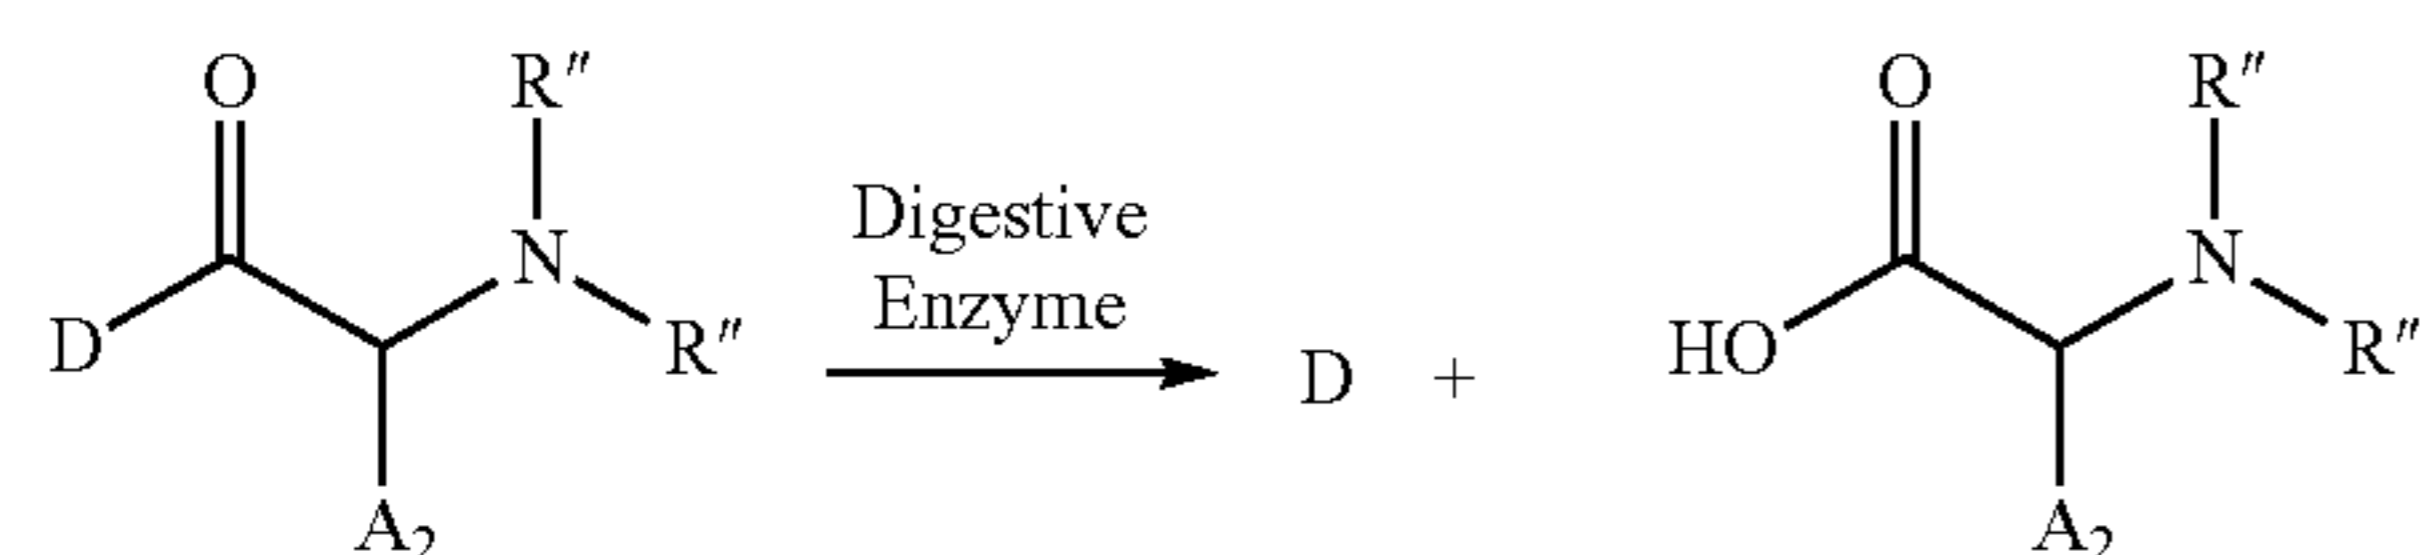 O R″ O R″
Digestive
N N
Enzyme
D R″ D + HO R″
A₂ A₂